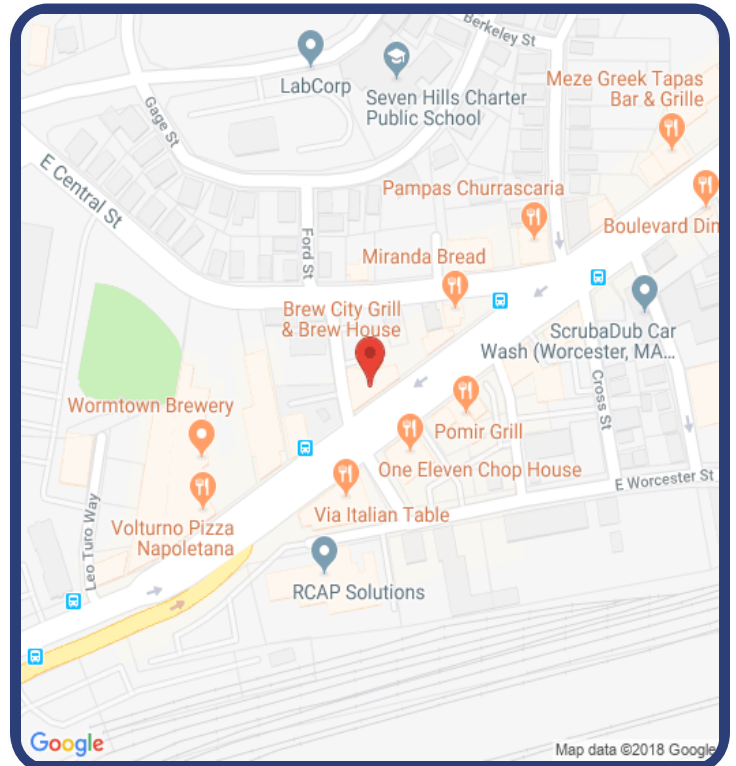 Berkeley St
Meze Greek Tapas
Bar & Grille
LabCorp
Seven Hills Charter
Public School
Gage St
E Central St
Pampas Churrascaria
Boulevard Din
Ford St
Miranda Bread
Brew City Grill
& Brew House
ScrubaDub Car
Wash (Worcester, MA...
Cross St
Wormtown Brewery
Pomir Grill
One Eleven Chop House
E Worcester St
Via Italian Table
Volturno Pizza
Napoletana
Leo Turo Way
RCAP Solutions
Google
Map data ©2018 Google